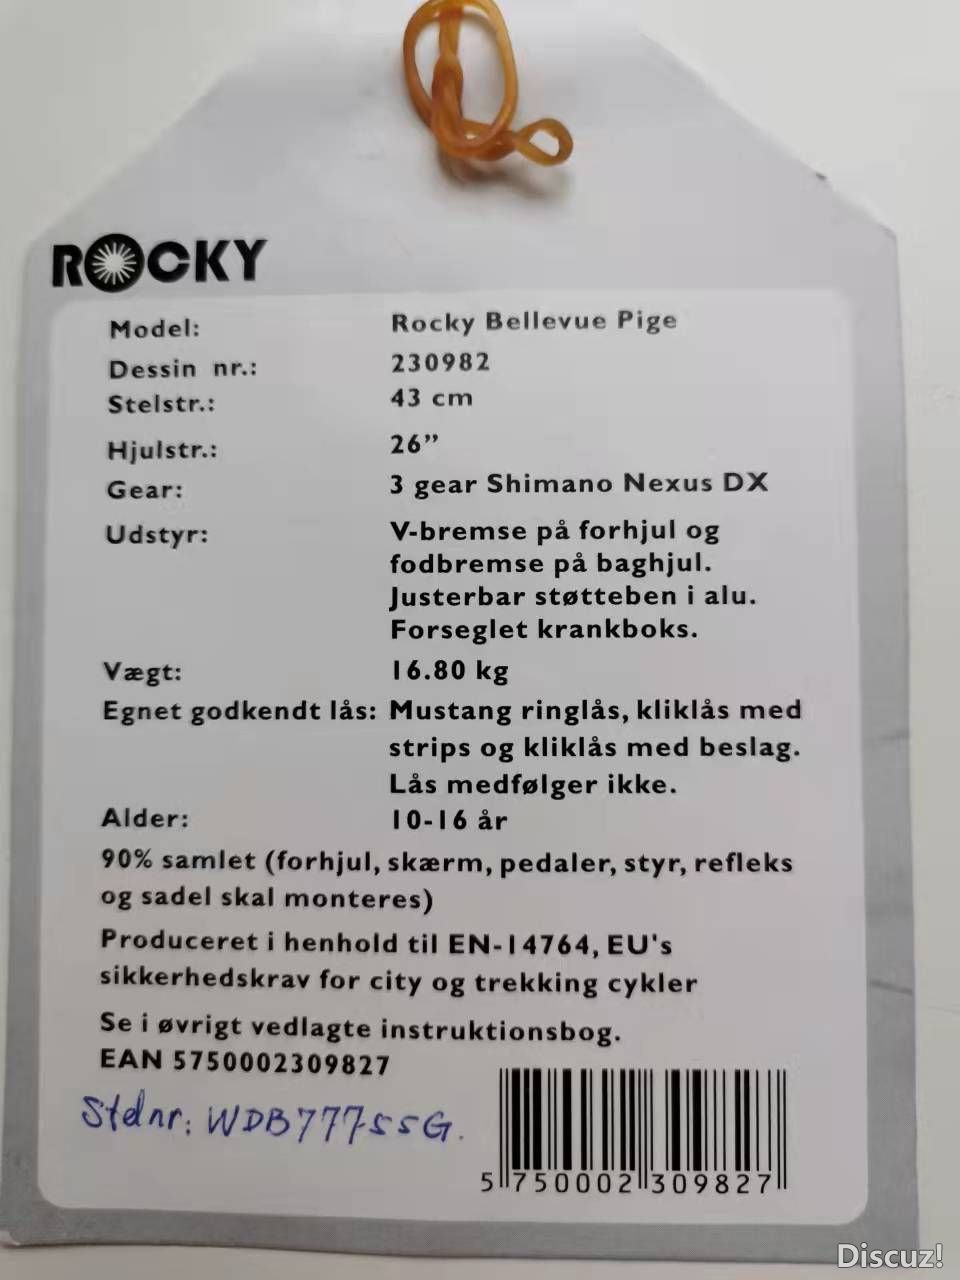 ROCKY
Model: Rocky Bellevue Pige
Dessin nr.: 230982
Stelstr.: 43 cm
Hjulstr.: 26”
Gear: 3 gear Shimano Nexus DX
Udstyr: V-bremse på forhjul og
fodbremse på baghjul.
Justerbar støtteben i alu.
Forseglet krankboks.
Vægt: 16.80 kg
Egnet godkendt lås: Mustang ringlås, kliklås med
strips og kliklås med beslag.
Lås medfølger ikke.
Alder: 10-16 år
90% samlet (forhjul, skærm, pedaler, styr, refleks
og sadel skal monteres)
Produceret i henhold til EN-14764, EU's
sikkerhedskrav for city og trekking cykler
Se i øvrigt vedlagte instruktionsbog.
EAN 5750002309827
Stelnr: WDB77755G.
5 750002 309827
Discuz!